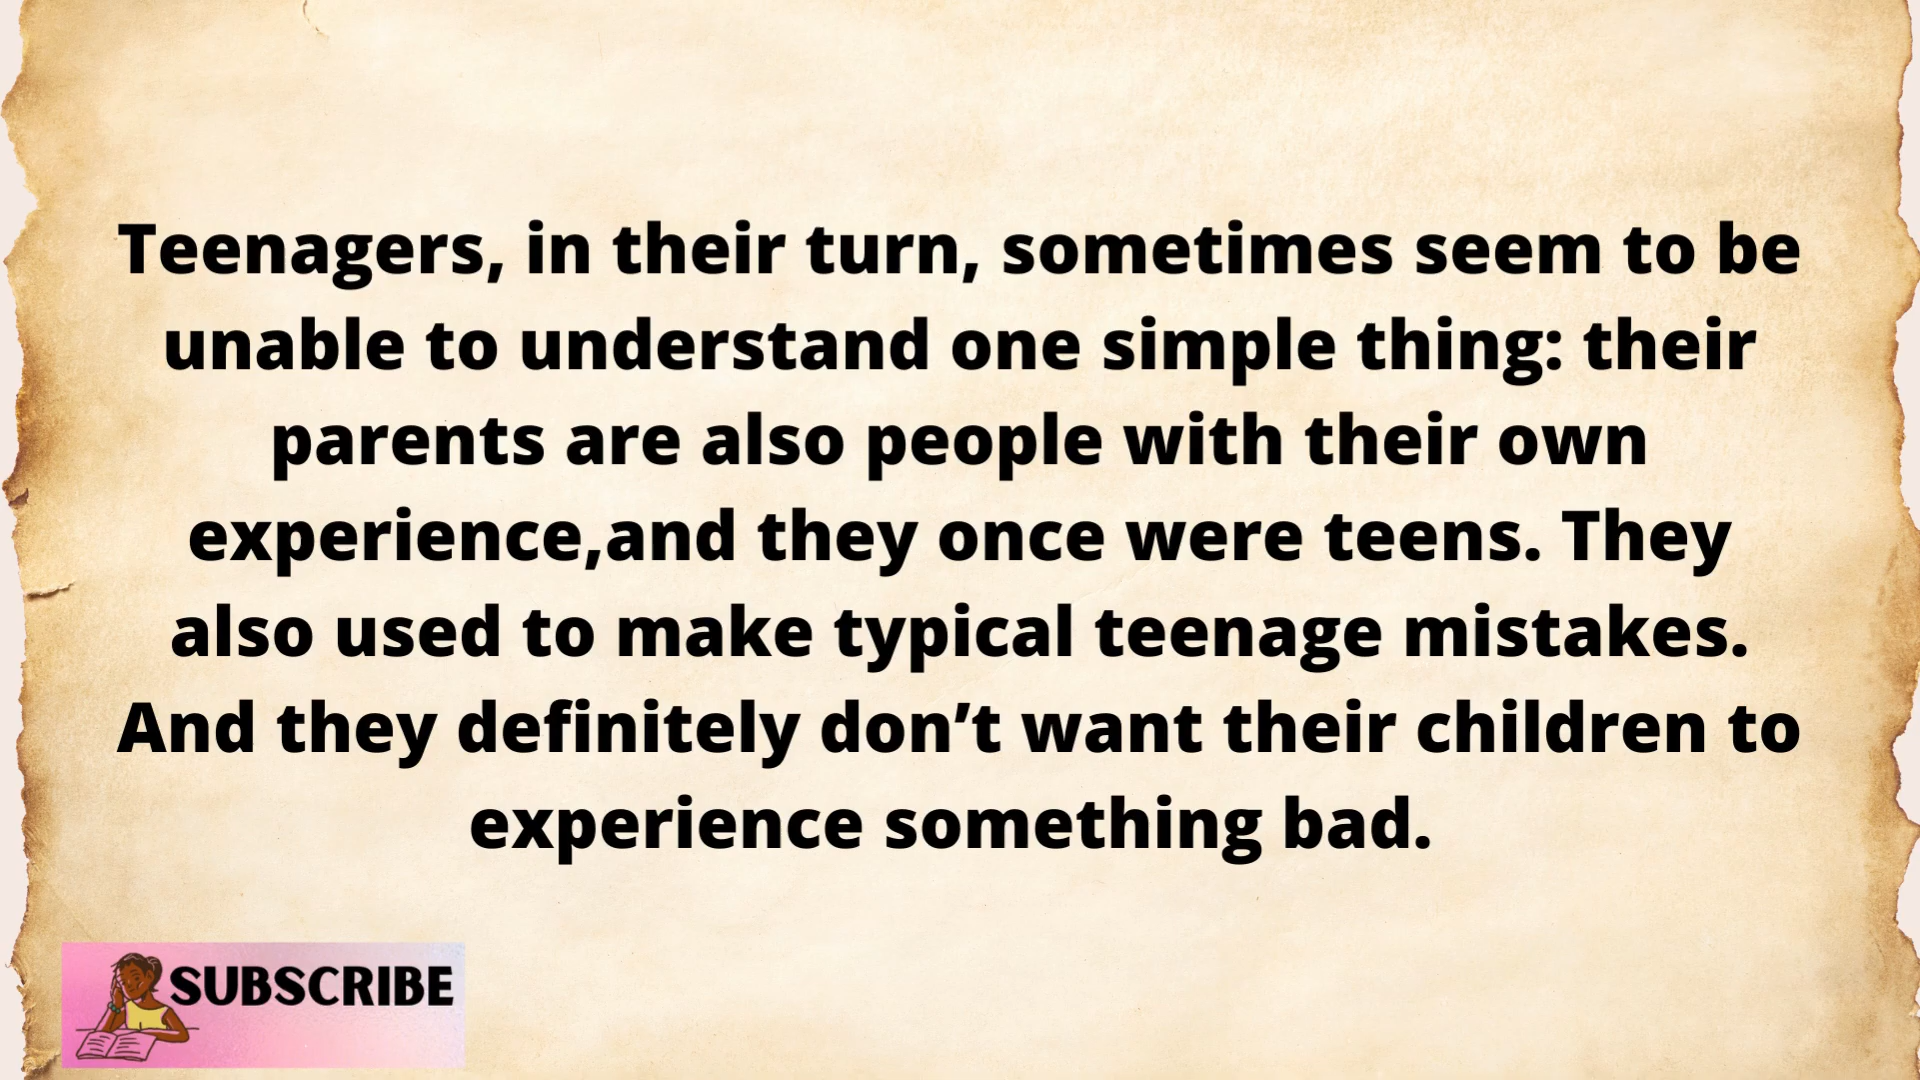 Teenagers, in their turn, sometimes seem to be
unable to understand one simple thing: their
parents are also people with their own
experience,and they once were teens. They
also used to make typical teenage mistakes.
And they definitely don’t want their children to
experience something bad.
SUBSCRIBE